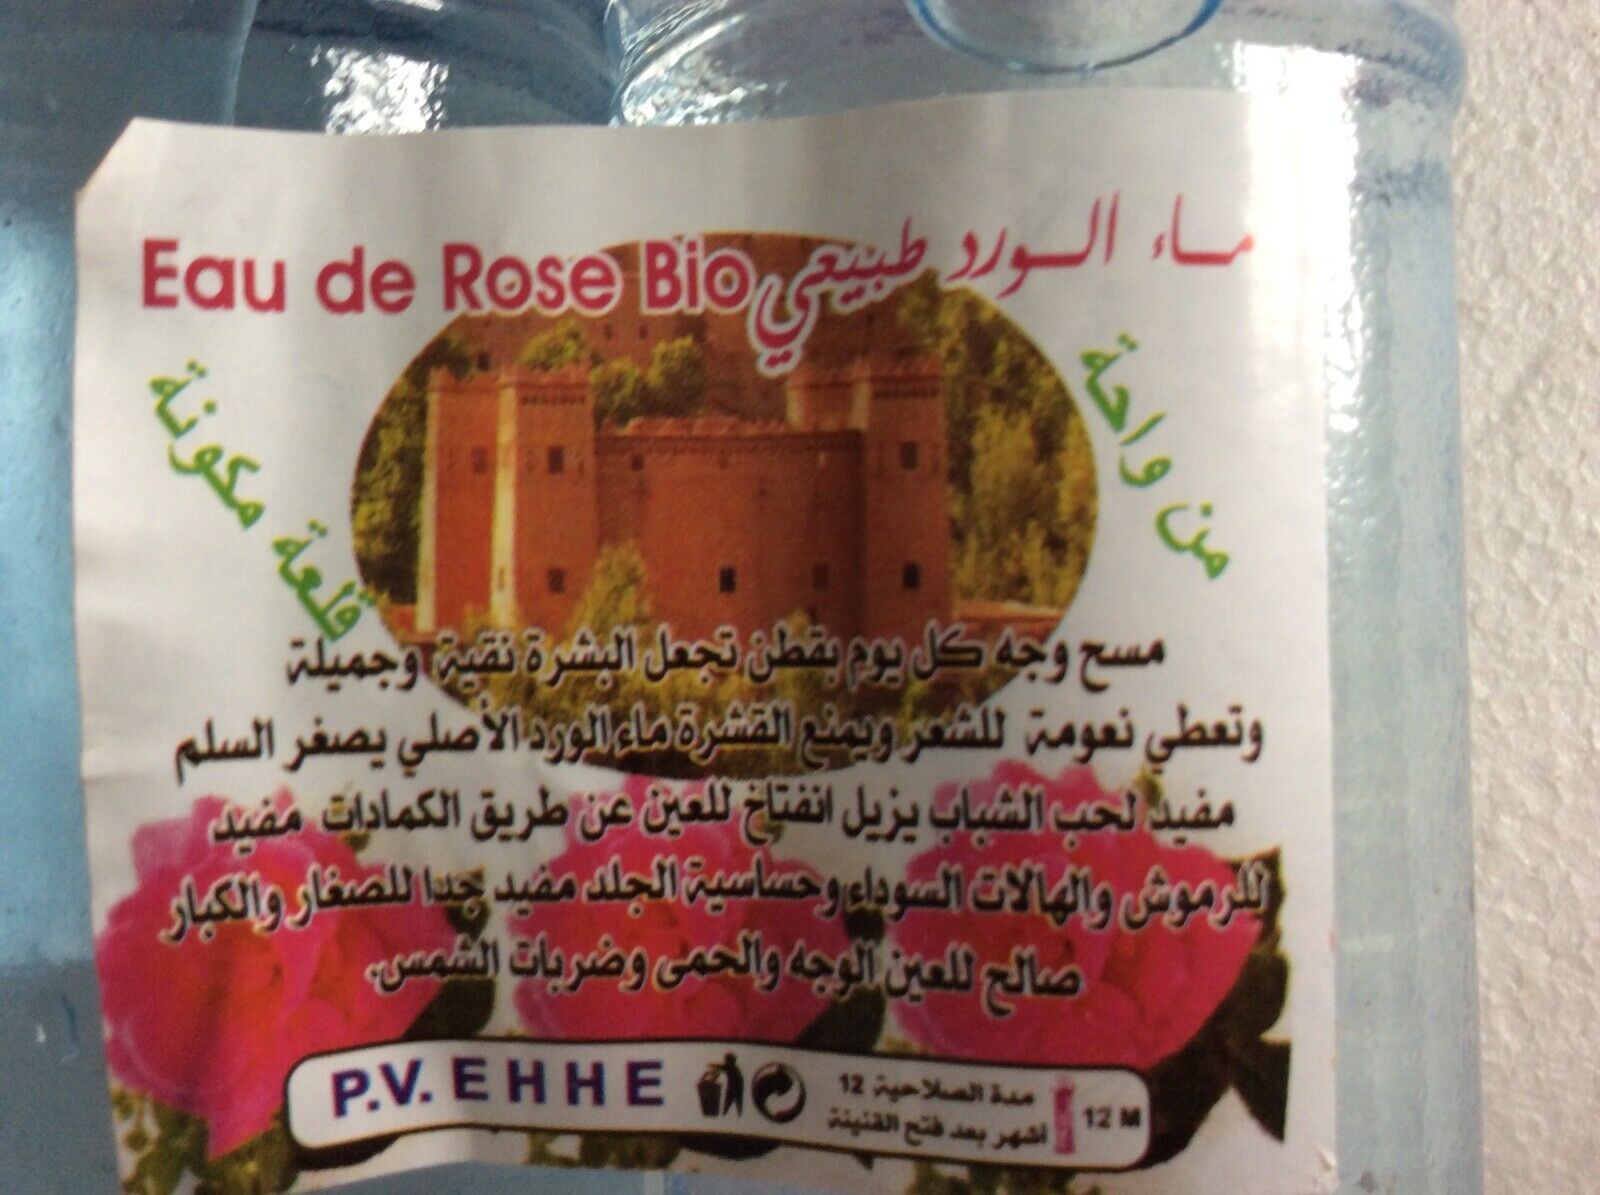 Eau de Rose Bio ماء الورد طبيعي
من واحة
قلعة مكونة
مسح وجه كل يوم بقطن تجعل البشرة نقية وجميلة
وتعطي نعومة للشعر ويمنع القشرة ماء الورد الأصلي يصغر السلم
مفيد لحب الشباب يزيل انفتاخ للعين عن طريق الكمادات مفيد
للرموش والهالات السوداء وحساسية الجلد مفيد جدا للصغار والكبار
صالح للعين الوجه والحمى وضربات الشمس.
P.V. EHHE
مدة الصلاحية 12
أشهر بعد فتح القنينة
12 M